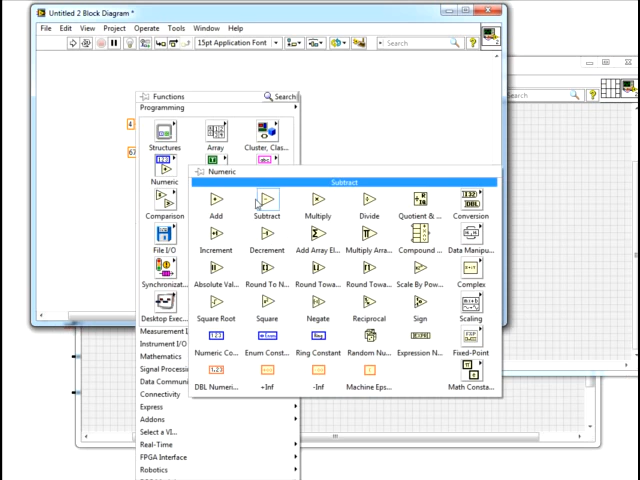 Untitled 2 Block Diagram *
File Edit View Project Operate Tools Window Help
15pt Application Font
Search
Search
Functions
Search
Programming
4
Structures Array Cluster, Clas...
Numeric
Numeric
Subtract
Add Subtract Multiply Divide Quotient & ... Conversion
Comparison
Increment Decrement Add Array El... Multiply Arra... Compound ... Data Manipu...
File I/O
Absolute Val... Round To N... Round Towa... Round Towa... Scale By Pow... Complex
Synchronizat...
Square Root Square Negate Reciprocal Sign Scaling
Desktop Exec...
Measurement I
Numeric Co... Enum Const... Ring Constant Random Nu... Expression N... Fixed-Point
Instrument I/O
Mathematics
Signal Processi
DBL Numeri... +Inf -Inf Machine Eps... Math Consta...
Data Communi
Connectivity
Express
Addons
Select a VI...
Real-Time
FPGA Interface
Robotics